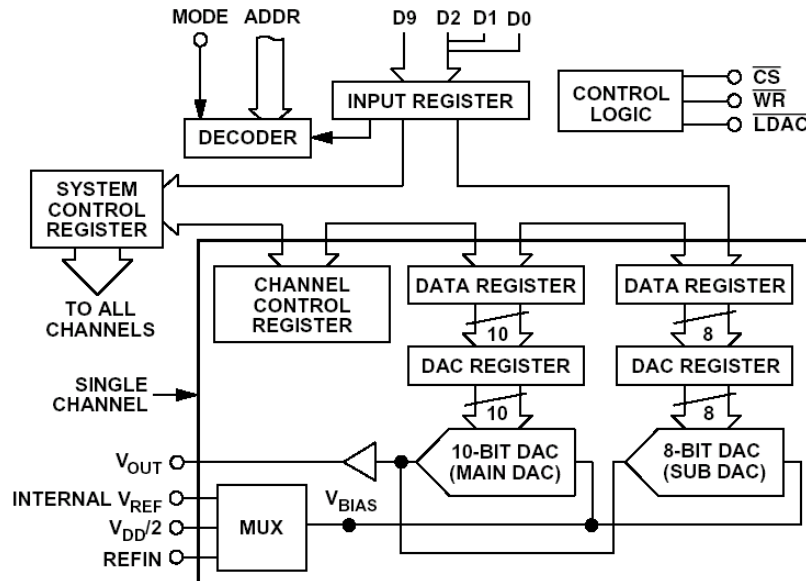 MODE ADDR D9 D2 D1 D0
INPUT REGISTER
DECODER
CONTROL
LOGIC
CS
WR
LDAC
SYSTEM
CONTROL
REGISTER
TO ALL
CHANNELS
CHANNEL
CONTROL
REGISTER
DATA REGISTER
DATA REGISTER
10
8
DAC REGISTER
DAC REGISTER
SINGLE
CHANNEL
10
8
10-BIT DAC
(MAIN DAC)
8-BIT DAC
(SUB DAC)
VOUT
INTERNAL VREF
VDD/2
REFIN
MUX
VBIAS